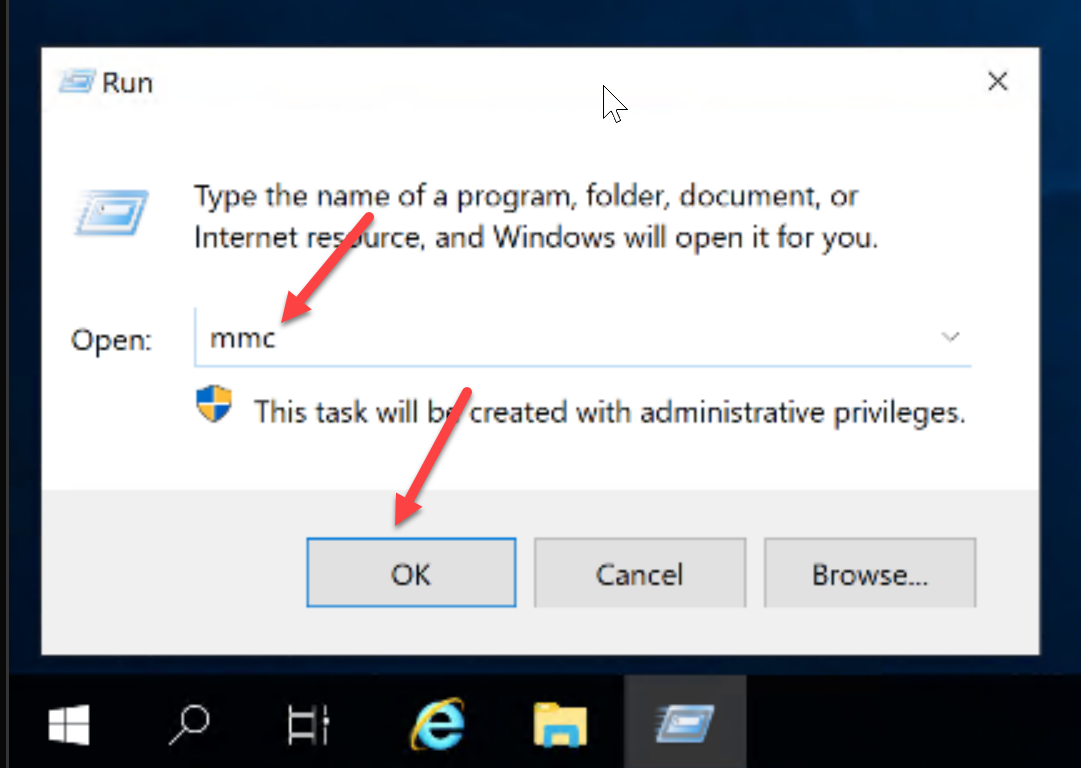 Run
Type the name of a program, folder, document, or
Internet resource, and Windows will open it for you.
Open:
mmc
This task will be created with administrative privileges.
OK
Cancel
Browse...